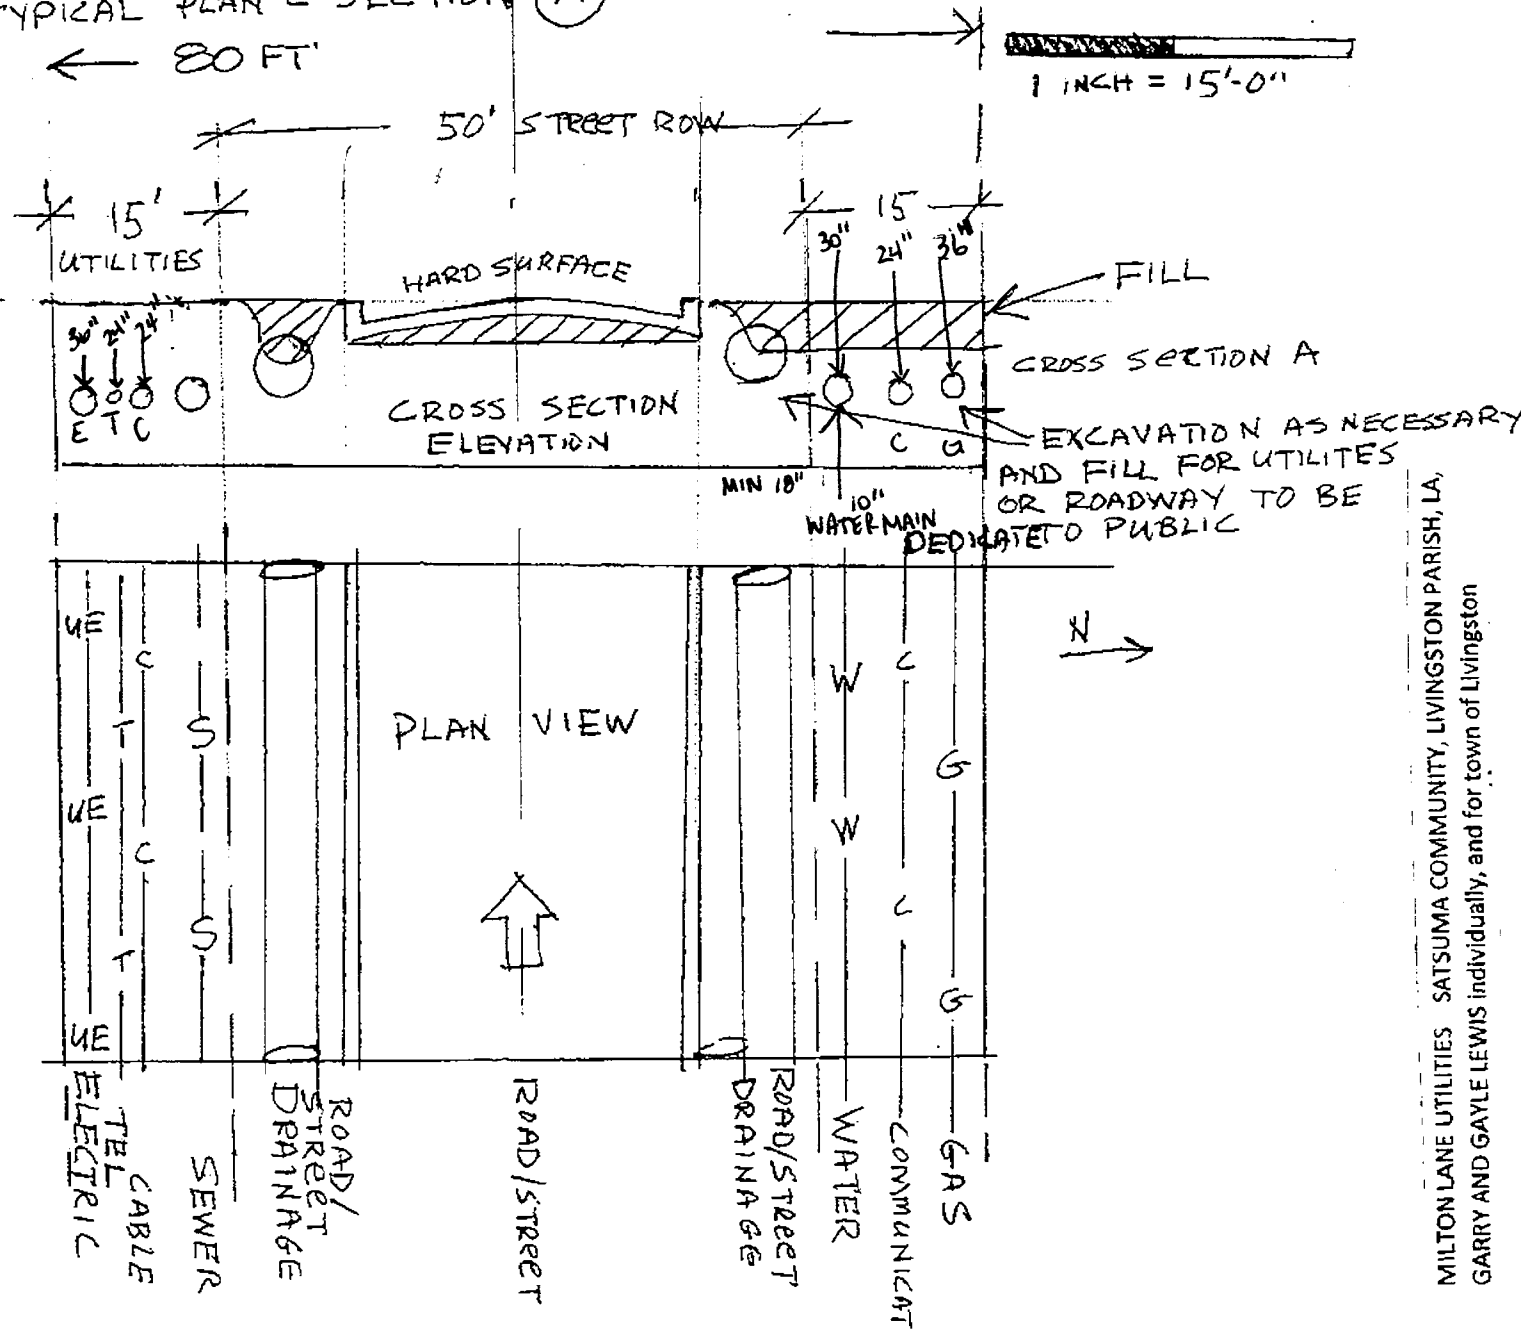 TYPICAL PLAN & SECTION A
80 FT'
1 INCH = 15'-0"
50' STREET ROW
15'
15
UTILITIES
HARD SURFACE
30"
24"
36"
FILL
36"
24"
24"
E
T
C
CROSS SECTION A
CROSS SECTION
ELEVATION
C
G
EXCAVATION AS NECESSARY
AND FILL FOR UTILITES
OR ROADWAY TO BE
DEDICATE TO PUBLIC
MIN 18"
10"
WATER MAIN
N
UE
UE
UE
T
T
C
C
S
S
PLAN VIEW
W
W
C
C
G
G
ELECTRIC
TEL
CABLE
SEWER
ROAD/
STREET
DRAINAGE
ROAD/STREET
ROAD/STREET
DRAINAGE
WATER
COMMUNICAT
GAS
MILTON LANE UTILITIES SATSUMA COMMUNITY, LIVINGSTON PARISH, LA,
GARRY AND GAYLE LEWIS individually, and for town of Livingston